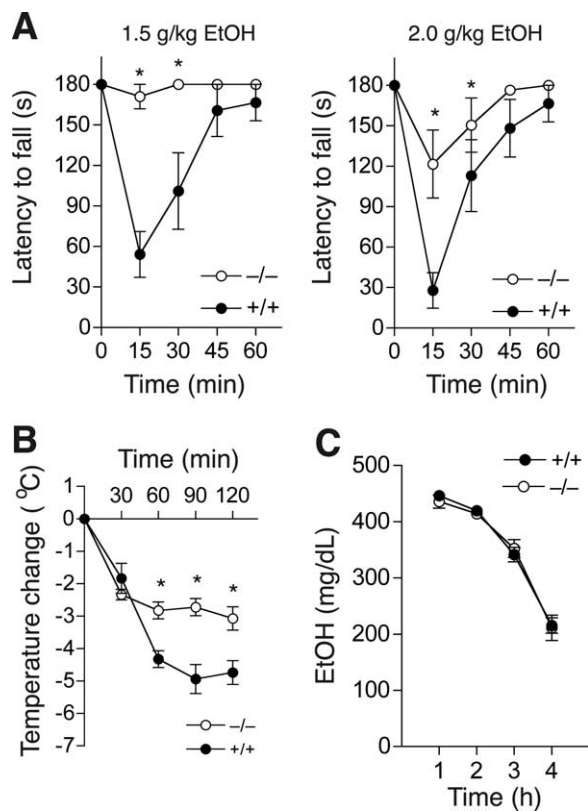 A
1.5 g/kg EtOH
2.0 g/kg EtOH
Latency to fall (s)
180
150
120
90
60
30
0
* *
–/–
+/+
0 15 30 45 60
Time (min)
Latency to fall (s)
180
150
120
90
60
30
0
* *
–/–
+/+
0 15 30 45 60
Time (min)
B
Time (min)
30 60 90 120
Temperature change ( °C)
1
0
-1
-2
-3
-4
-5
-6
-7
* * *
–/–
+/+
C
+/+
–/–
EtOH (mg/dL)
500
400
300
200
100
0
1 2 3 4
Time (h)